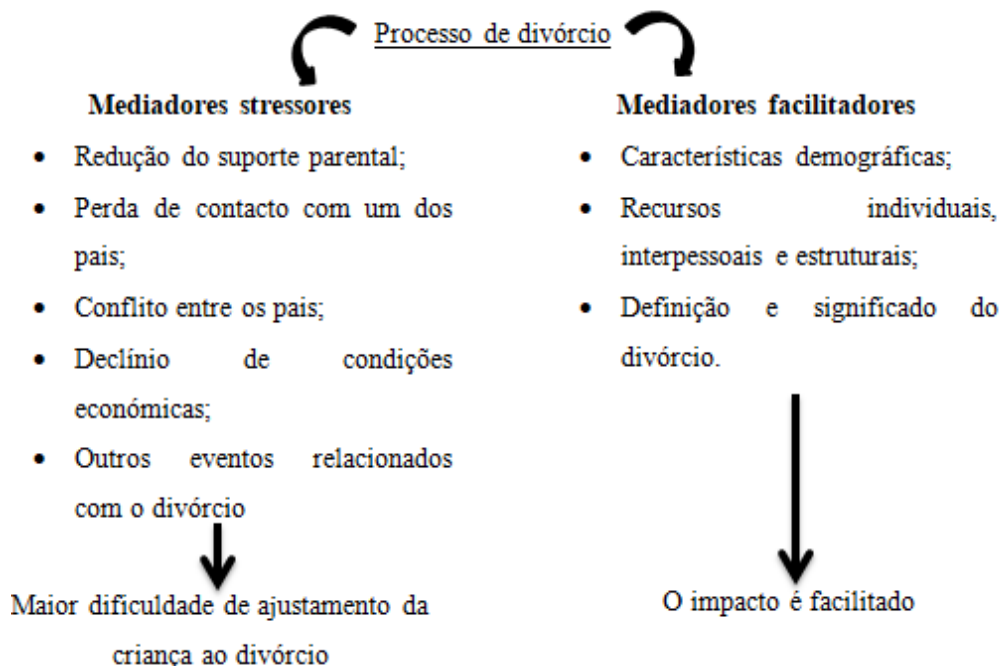 Processo de divórcio
Mediadores stressores
• Redução do suporte parental;
• Perda de contacto com um dos
pais;
• Conflito entre os pais;
• Declínio de condições
económicas;
• Outros eventos relacionados
com o divórcio
Maior dificuldade de ajustamento da
criança ao divórcio
Mediadores facilitadores
• Características demográficas;
• Recursos individuais,
interpessoais e estruturais;
• Definição e significado do
divórcio.
O impacto é facilitado